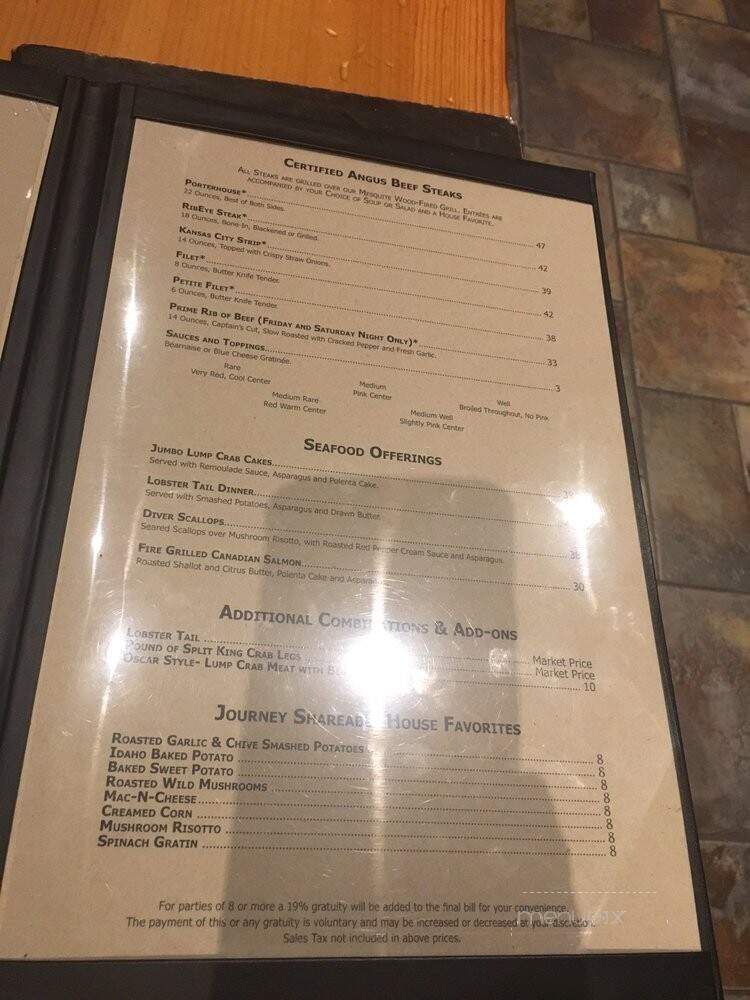 CERTIFIED ANGUS BEEF STEAKS
ALL STEAKS ARE GRILLED OVER OUR MESQUITE WOOD-FIRED GRILL. ENTRÉES ARE
ACCOMPANIED BY YOUR CHOICE OF SOUP OR SALAD AND A HOUSE FAVORITE.
PORTERHOUSE* 47
22 Ounces, Best of Both Sides.
RIBEYE STEAK* 42
18 Ounces, Bone-In, Blackened or Grilled.
KANSAS CITY STRIP* 39
14 Ounces, Topped with Crispy Straw Onions.
FILET* 42
8 Ounces, Butter Knife Tender.
PETITE FILET* 38
6 Ounces, Butter Knife Tender.
PRIME RIB OF BEEF (FRIDAY AND SATURDAY NIGHT ONLY)* 33
14 Ounces, Captain's Cut, Slow Roasted with Cracked Pepper and Fresh Garlic.
SAUCES AND TOPPINGS 3
Béarnaise or Blue Cheese Gratinée.
Rare Medium Well
Very Red, Cool Center Pink Center Broiled Throughout, No Pink
Medium Rare Medium Well
Red Warm Center Slightly Pink Center
SEAFOOD OFFERINGS
JUMBO LUMP CRAB CAKES
Served with Remoulade Sauce, Asparagus and Polenta Cake.
LOBSTER TAIL DINNER
Served with Smashed Potatoes, Asparagus and Drawn Butter.
DIVER SCALLOPS
Seared Scallops over Mushroom Risotto, with Roasted Red Pepper Cream Sauce and Asparagus.
FIRE GRILLED CANADIAN SALMON 30
Roasted Shallot and Citrus Butter, Polenta Cake and Asparagus
ADDITIONAL COMBINATIONS & ADD-ONS
LOBSTER TAIL Market Price
POUND OF SPLIT KING CRAB LEGS Market Price
OSCAR STYLE- LUMP CRAB MEAT WITH 10
JOURNEY SHAREABLE HOUSE FAVORITES
ROASTED GARLIC & CHIVE SMASHED POTATOES 8
IDAHO BAKED POTATO 8
BAKED SWEET POTATO 8
ROASTED WILD MUSHROOMS 8
MAC-N-CHEESE 8
CREAMED CORN 8
MUSHROOM RISOTTO 8
SPINACH GRATIN 8
For parties of 8 or more a 19% gratuity will be added to the final bill for your convenience.
The payment of this or any gratuity is voluntary and may be increased or decreased at your discretion.
Sales Tax not included in above prices.